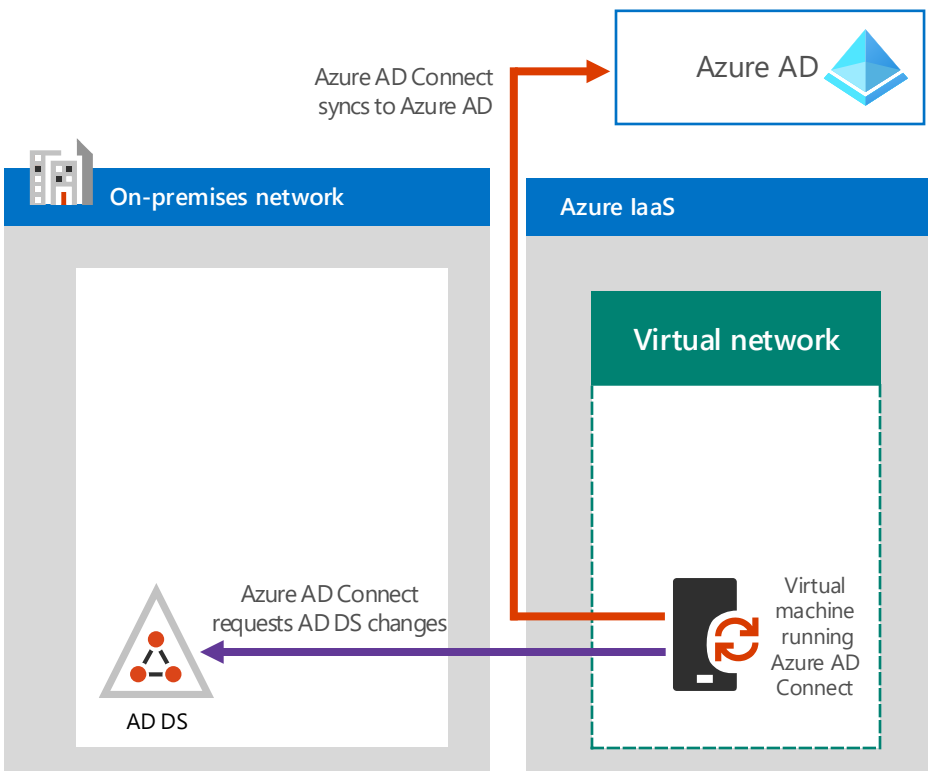 Azure AD
Azure AD Connect
syncs to Azure AD
On-premises network
Azure IaaS
Virtual network
Azure AD Connect
requests AD DS changes
Virtual
machine
running
Azure AD
Connect
AD DS